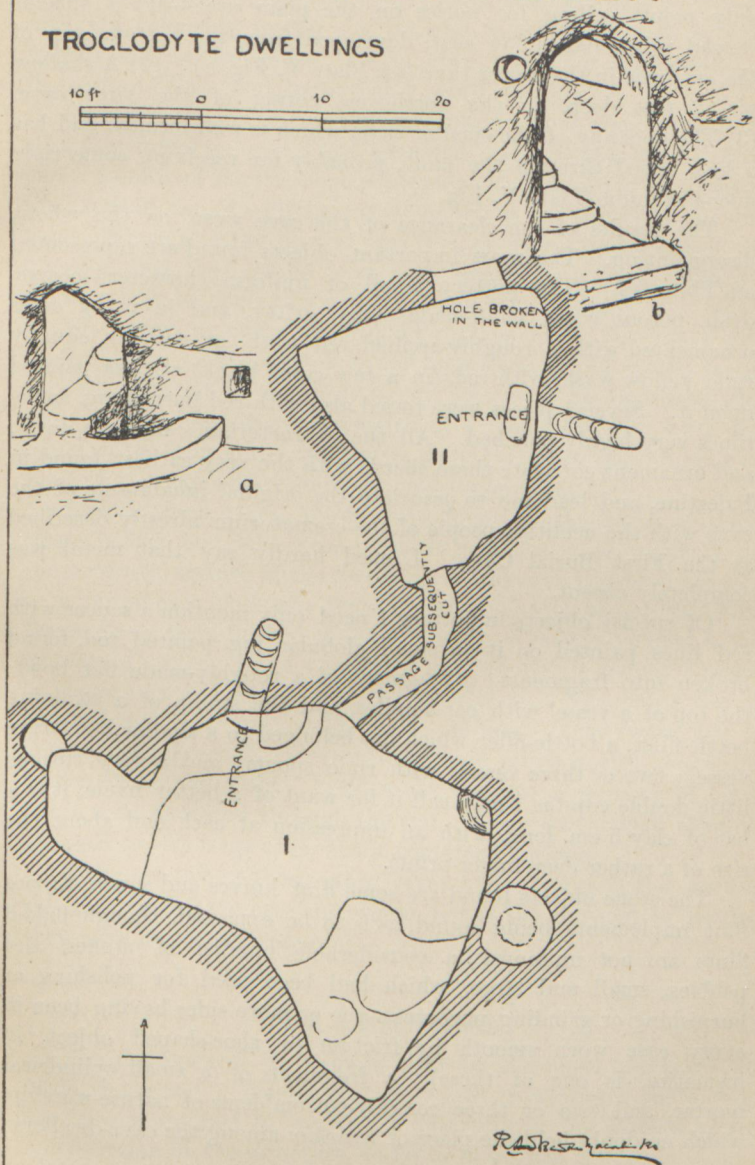 TROGLODYTE DWELLINGS
10 ft 0 10 20
b
HOLE BROKEN
IN THE WALL
a
ENTRANCE
II
PASSAGE SUBSEQUENTLY
CUT
ENTRANCE
I